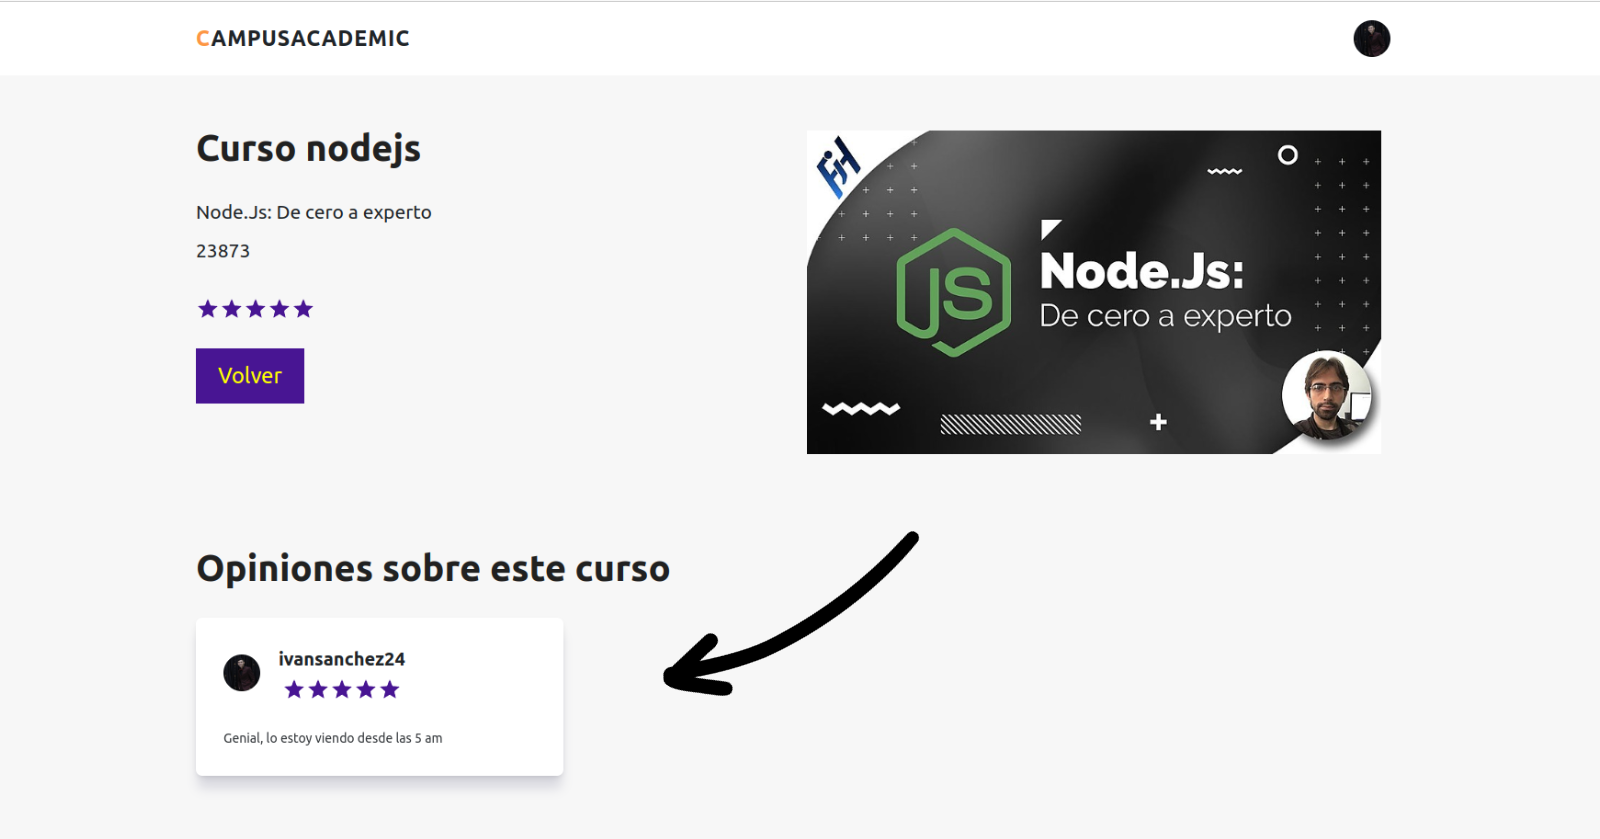 CAMPUSACADEMIC
Curso nodejs
Node.Js: De cero a experto
23873
Volver
FJH
JS
Node.Js:
De cero a experto
Opiniones sobre este curso
ivansanchez24
Genial, lo estoy viendo desde las 5 am